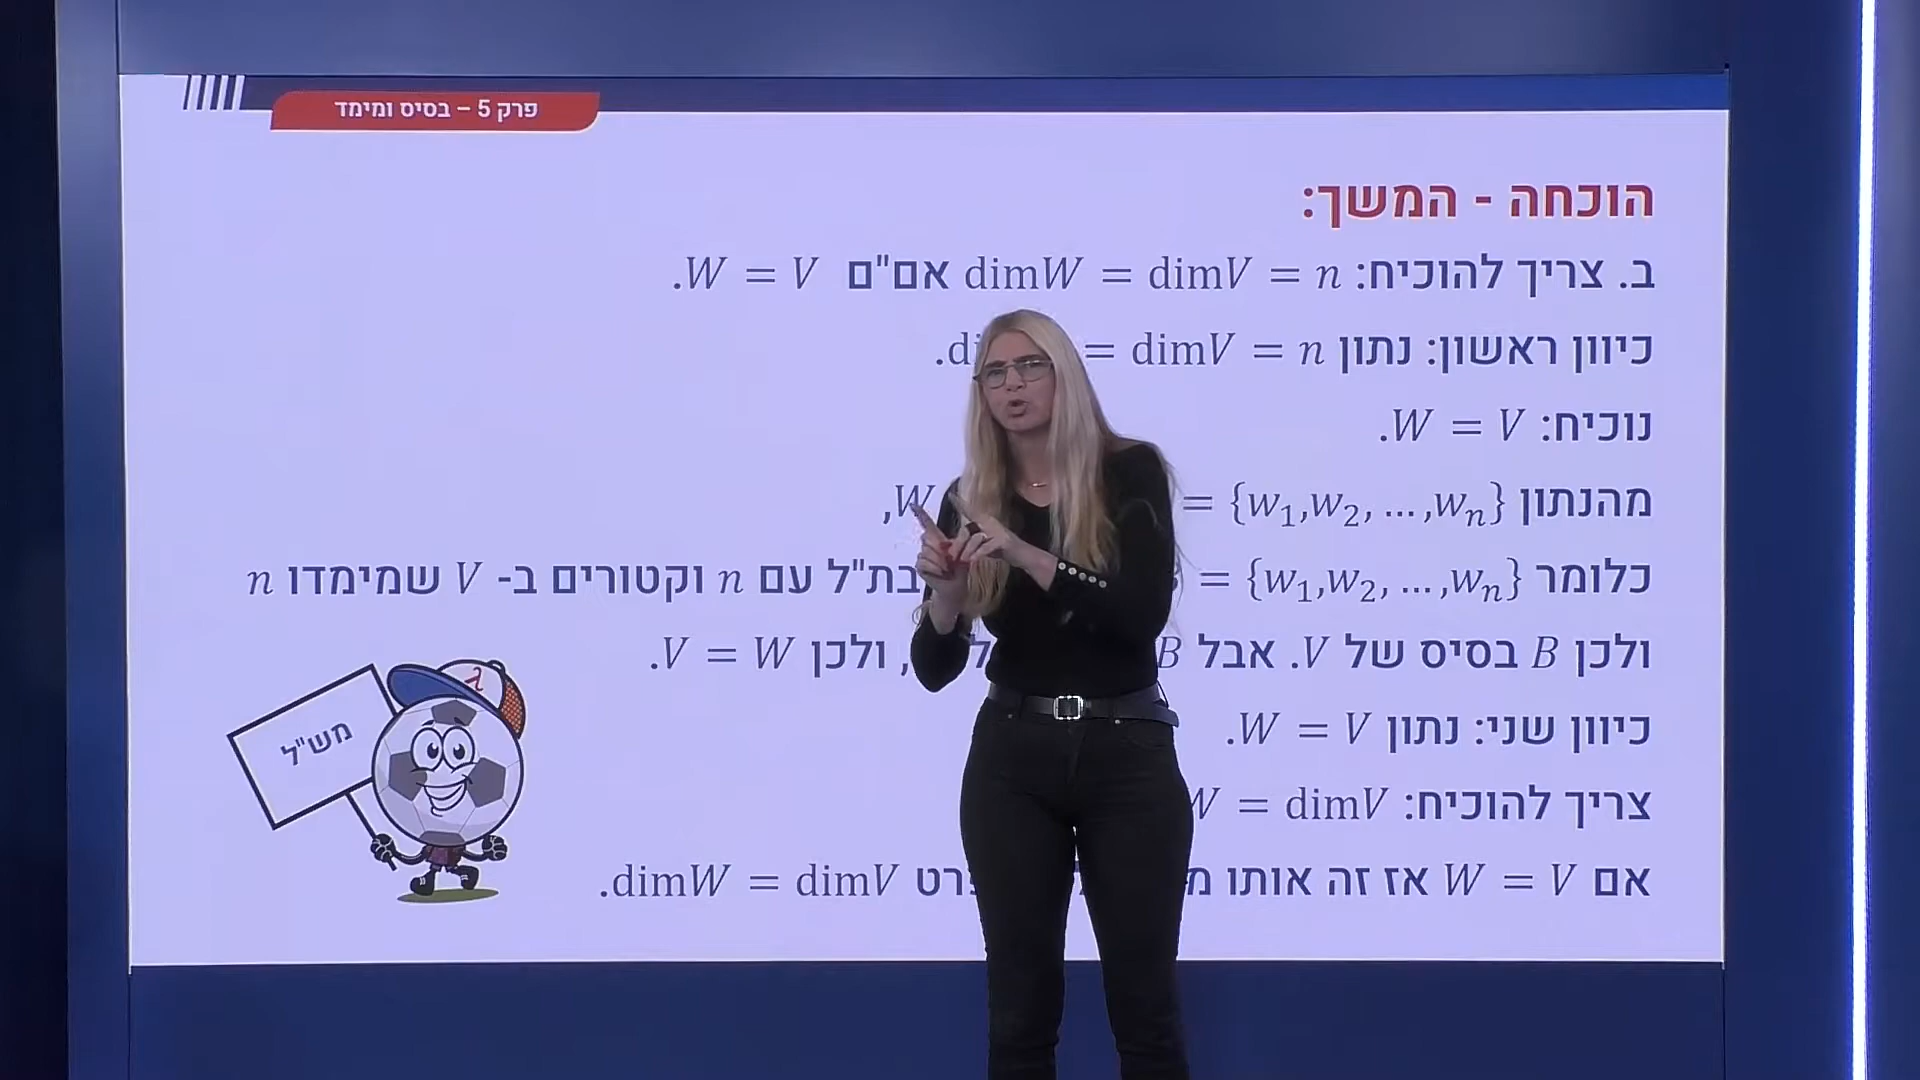 פרק 5 – בסיס ומימד
הוכחה - המשך:
ב. צריך להוכיח: dimW = dimV = n אם"ם W = V.
כיוון ראשון: נתון = dimV = n.
נוכיח: W = V.
מהנתון = {w₁,w₂, … ,wₙ} W,
כלומר = {w₁,w₂, … ,wₙ} בת"ל עם n וקטורים ב- V שמימדו n
ולכן B בסיס של V. אבל B, ולכן V = W.
כיוון שני: נתון W = V.
צריך להוכיח: W = dimV
אם W = V אז זה אותו dimW = dimV.
מש"ל